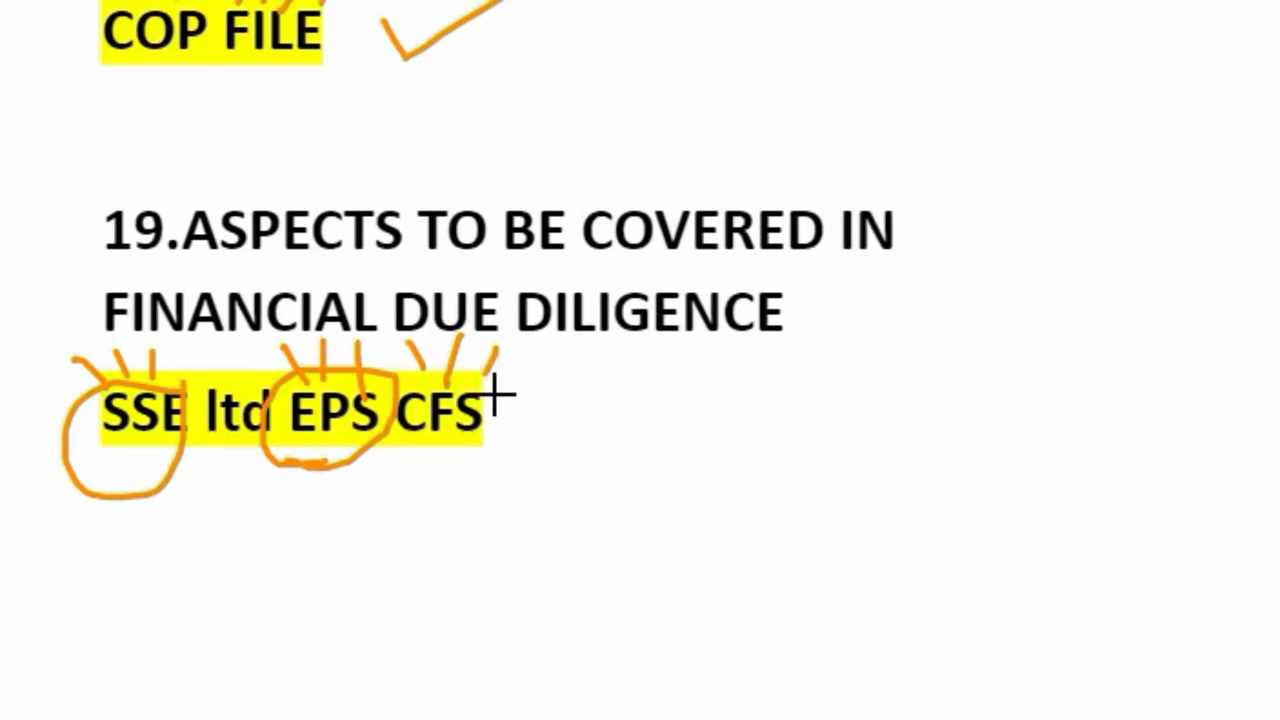 COP FILE
19.ASPECTS TO BE COVERED IN
FINANCIAL DUE DILIGENCE
SSE ltd EPS CFS